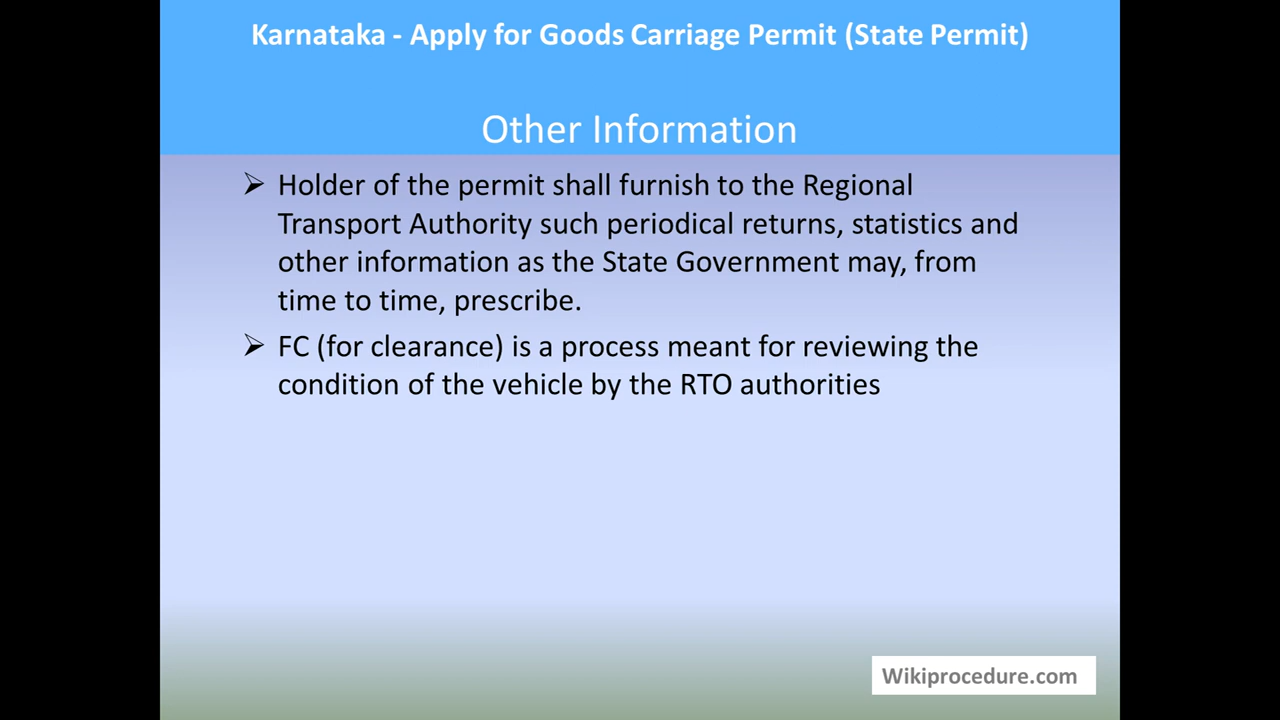 Karnataka - Apply for Goods Carriage Permit (State Permit)
Other Information
➢ Holder of the permit shall furnish to the Regional
Transport Authority such periodical returns, statistics and
other information as the State Government may, from
time to time, prescribe.
➢ FC (for clearance) is a process meant for reviewing the
condition of the vehicle by the RTO authorities
Wikiprocedure.com